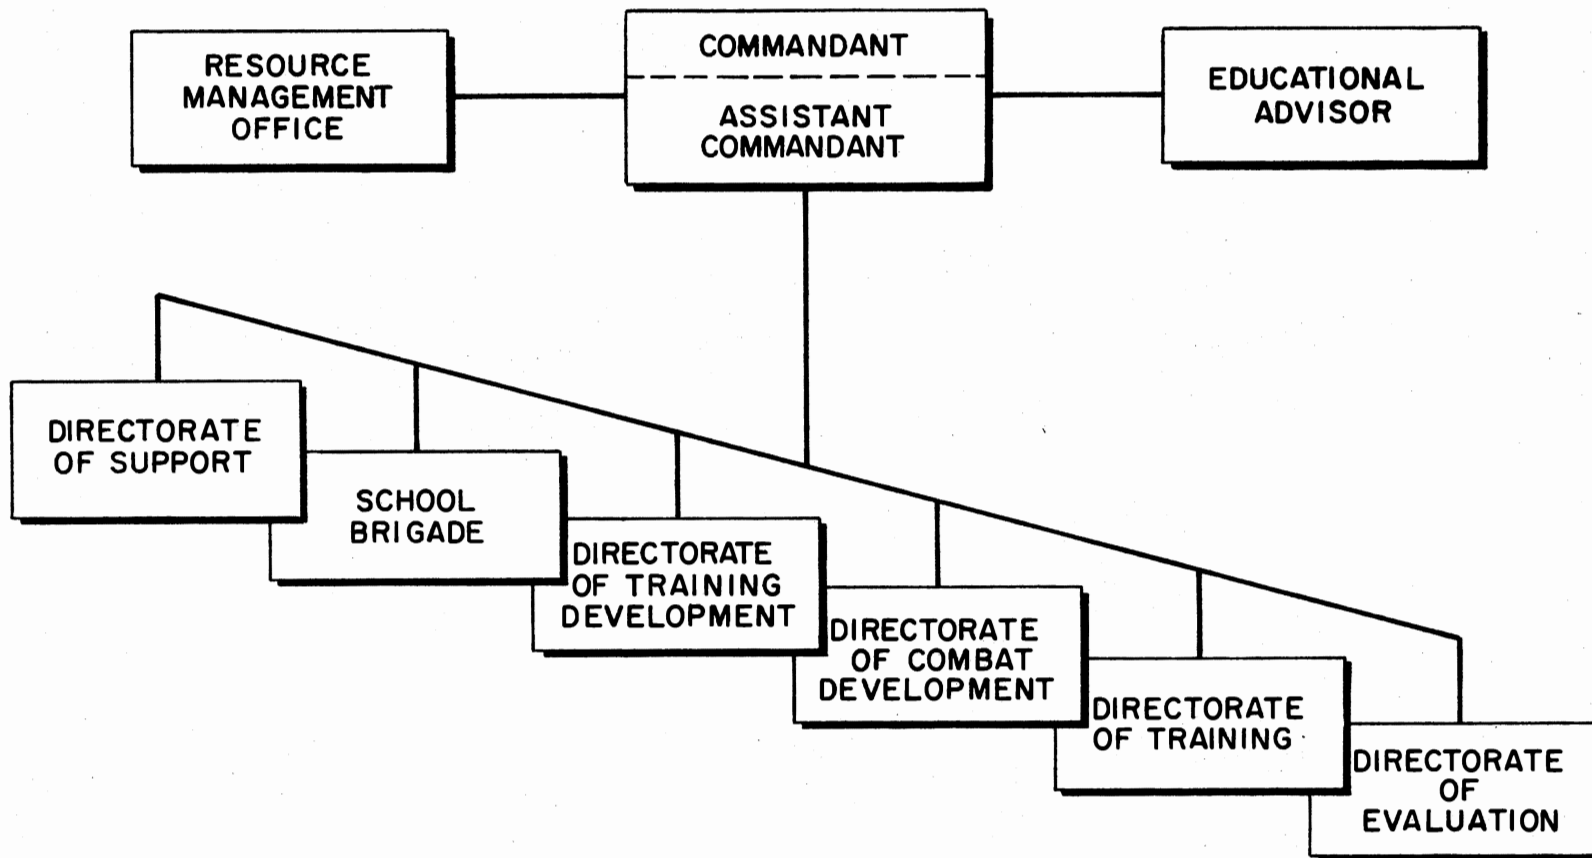 RESOURCE
MANAGEMENT
OFFICE
COMMANDANT
ASSISTANT
COMMANDANT
EDUCATIONAL
ADVISOR
DIRECTORATE
OF SUPPORT
SCHOOL
BRIGADE
DIRECTORATE
OF TRAINING
DEVELOPMENT
DIRECTORATE
OF COMBAT
DEVELOPMENT
DIRECTORATE
OF TRAINING
DIRECTORATE
OF
EVALUATION